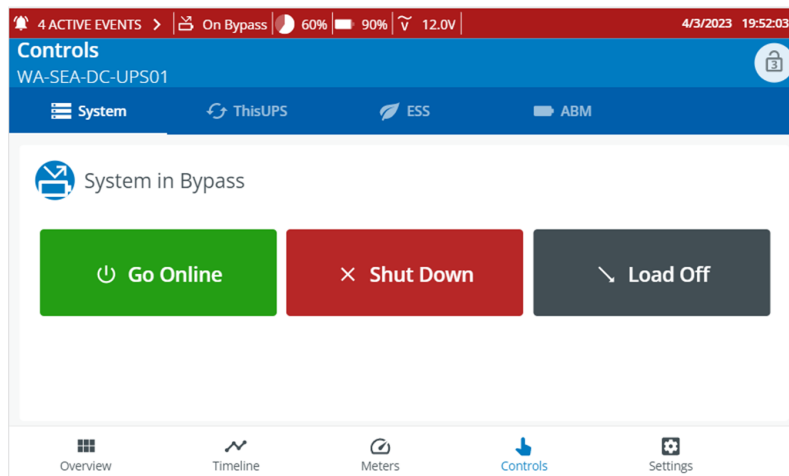 4 ACTIVE EVENTS > On Bypass 60% 90% 12.0V 4/3/2023 19:52:03
Controls
WA-SEA-DC-UPS01
3
System ThisUPS ESS ABM
System in Bypass
Go Online Shut Down Load Off
Overview Timeline Meters Controls Settings